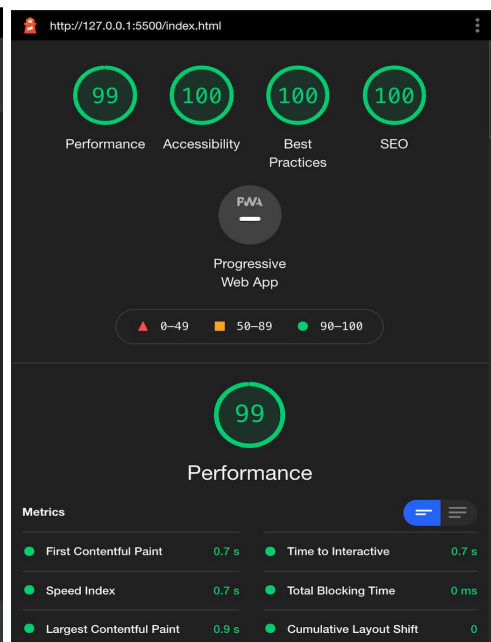 http://127.0.0.1:5500/index.html
99
100
100
100
Performance
Accessibility
Best
Practices
SEO
PWA
Progressive
Web App
0–49
50–89
90–100
99
Performance
Metrics
First Contentful Paint 0.7 s
Time to Interactive 0.7 s
Speed Index 0.7 s
Total Blocking Time 0 ms
Largest Contentful Paint 0.9 s
Cumulative Layout Shift 0